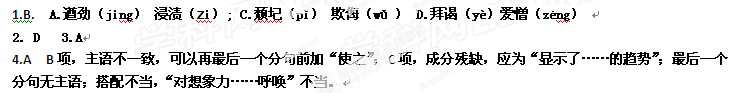 1.B. A.遒劲（jìng） 浸渍（Zì）; C.颓圮（pǐ） 欺侮（wǔ ） D.拜谒（yè）爱憎（zēng）
2. D 3.A
4.A B项，主语不一致，可以再最后一个分句前加“使之”；C项，成分残缺，应为“显示了……的趋势”；最后一个
分句无主语；搭配不当，“对想象力……呼唤”不当。